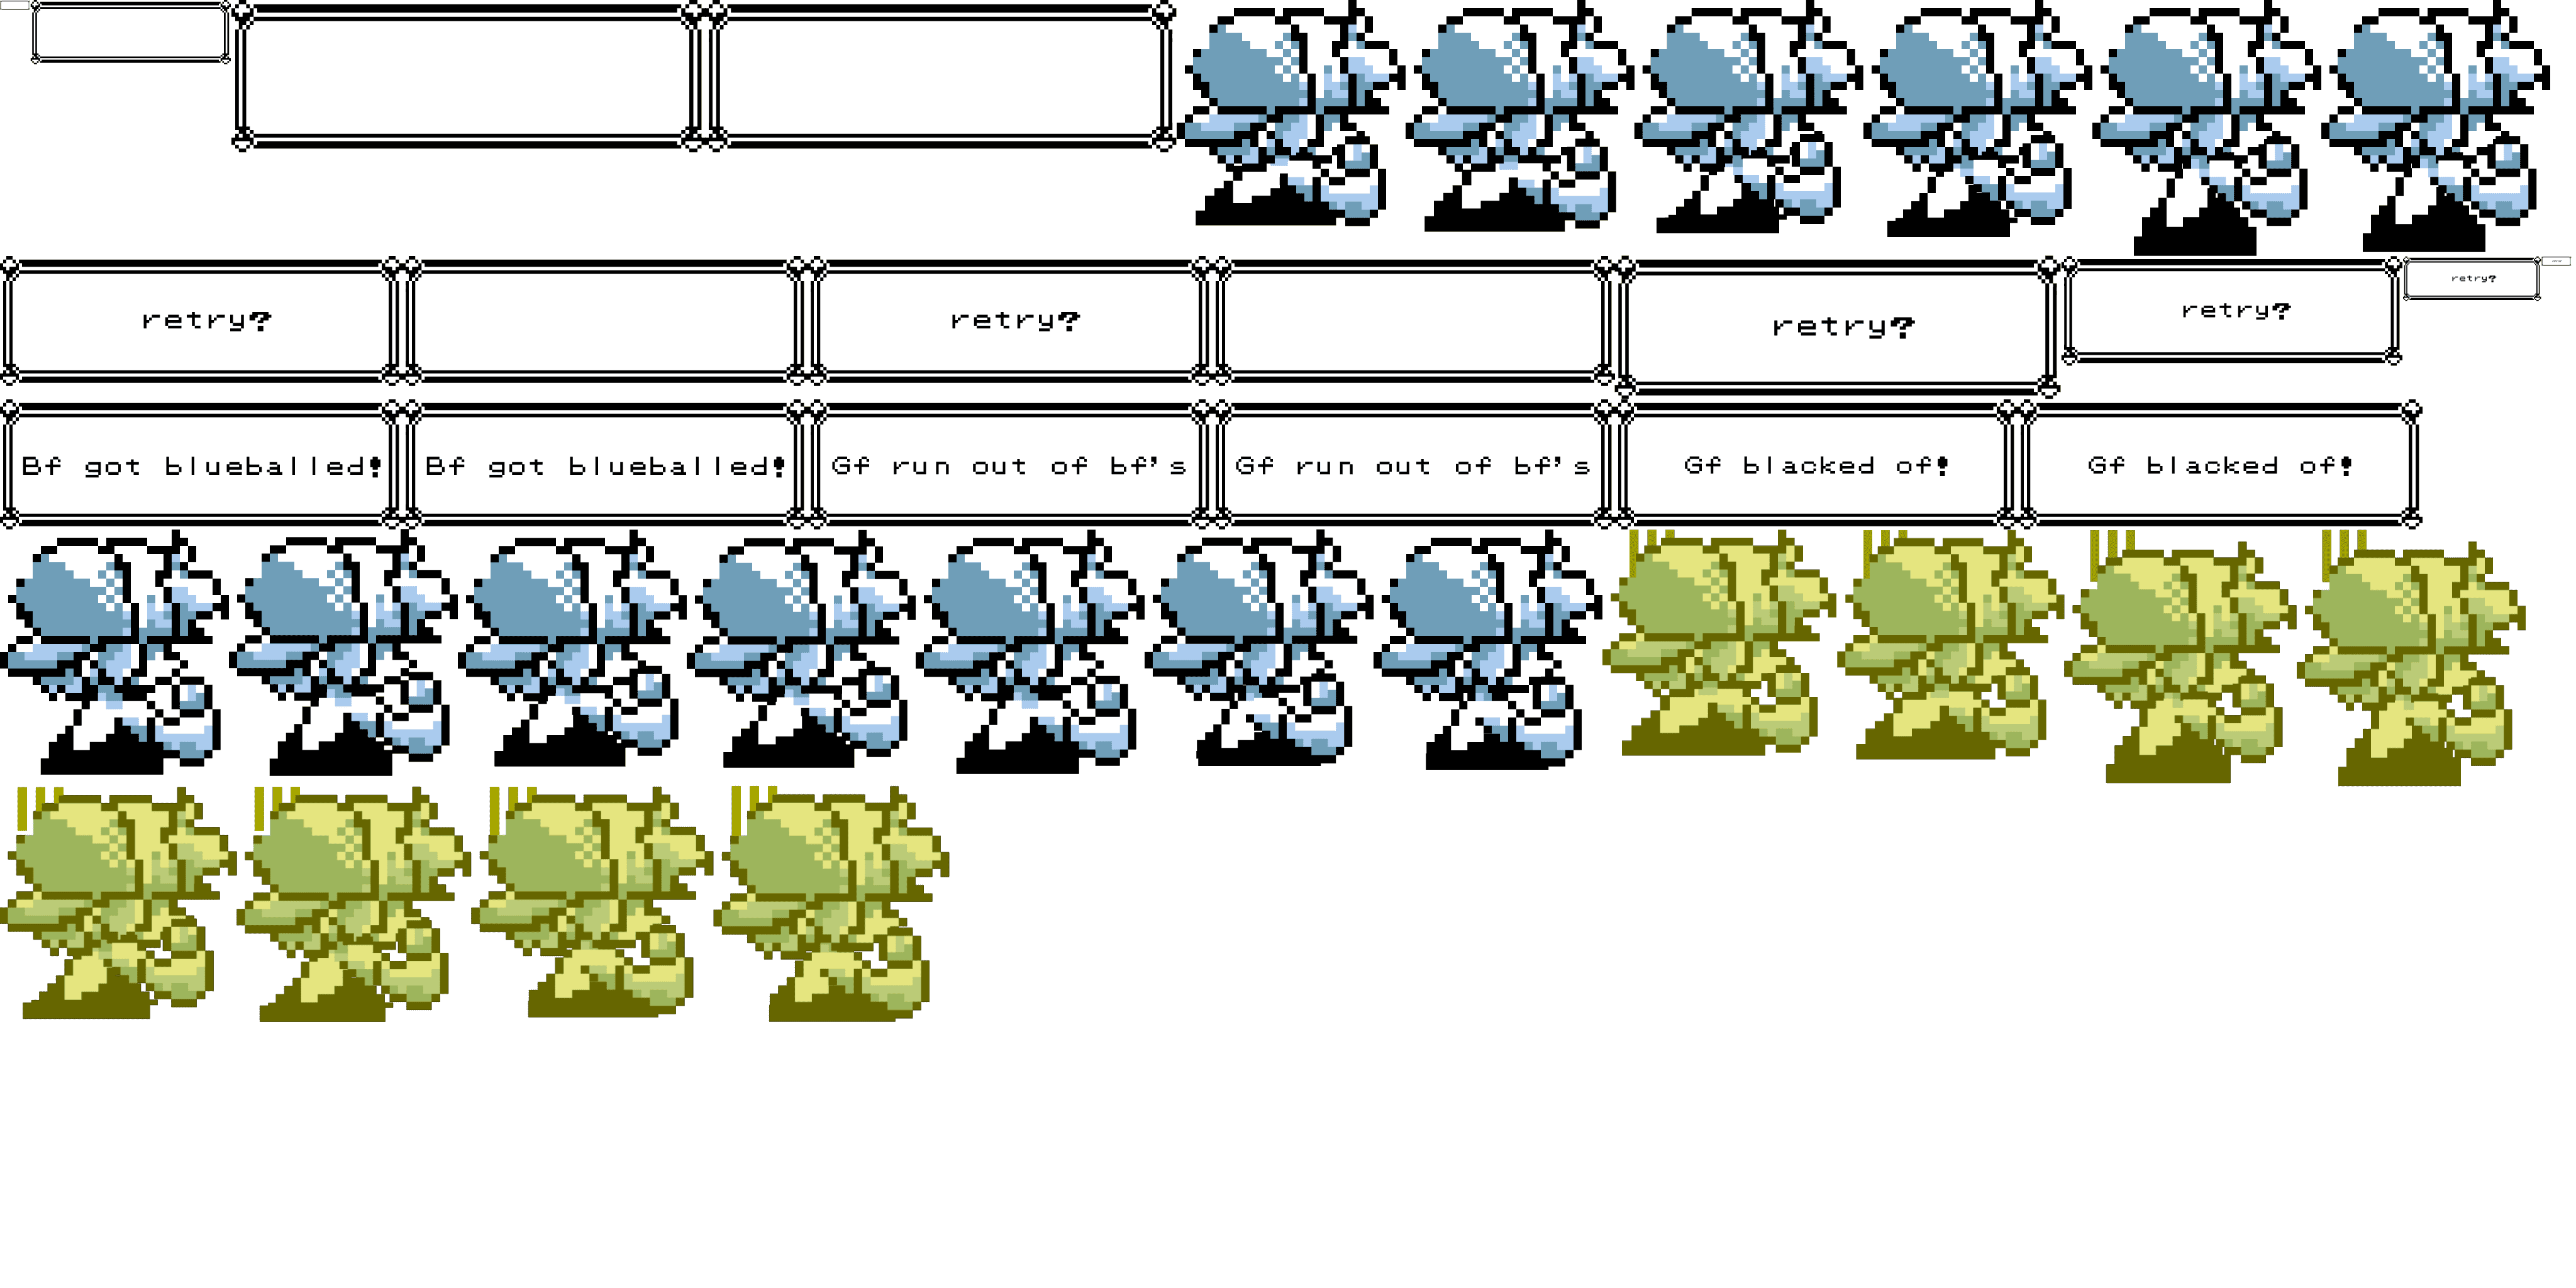 retry?
retry?
retry?
retry?
retry?
Bf got blueballed!
Bf got blueballed!
Gf run out of bf's
Gf run out of bf's
Gf blacked of!
Gf blacked of!